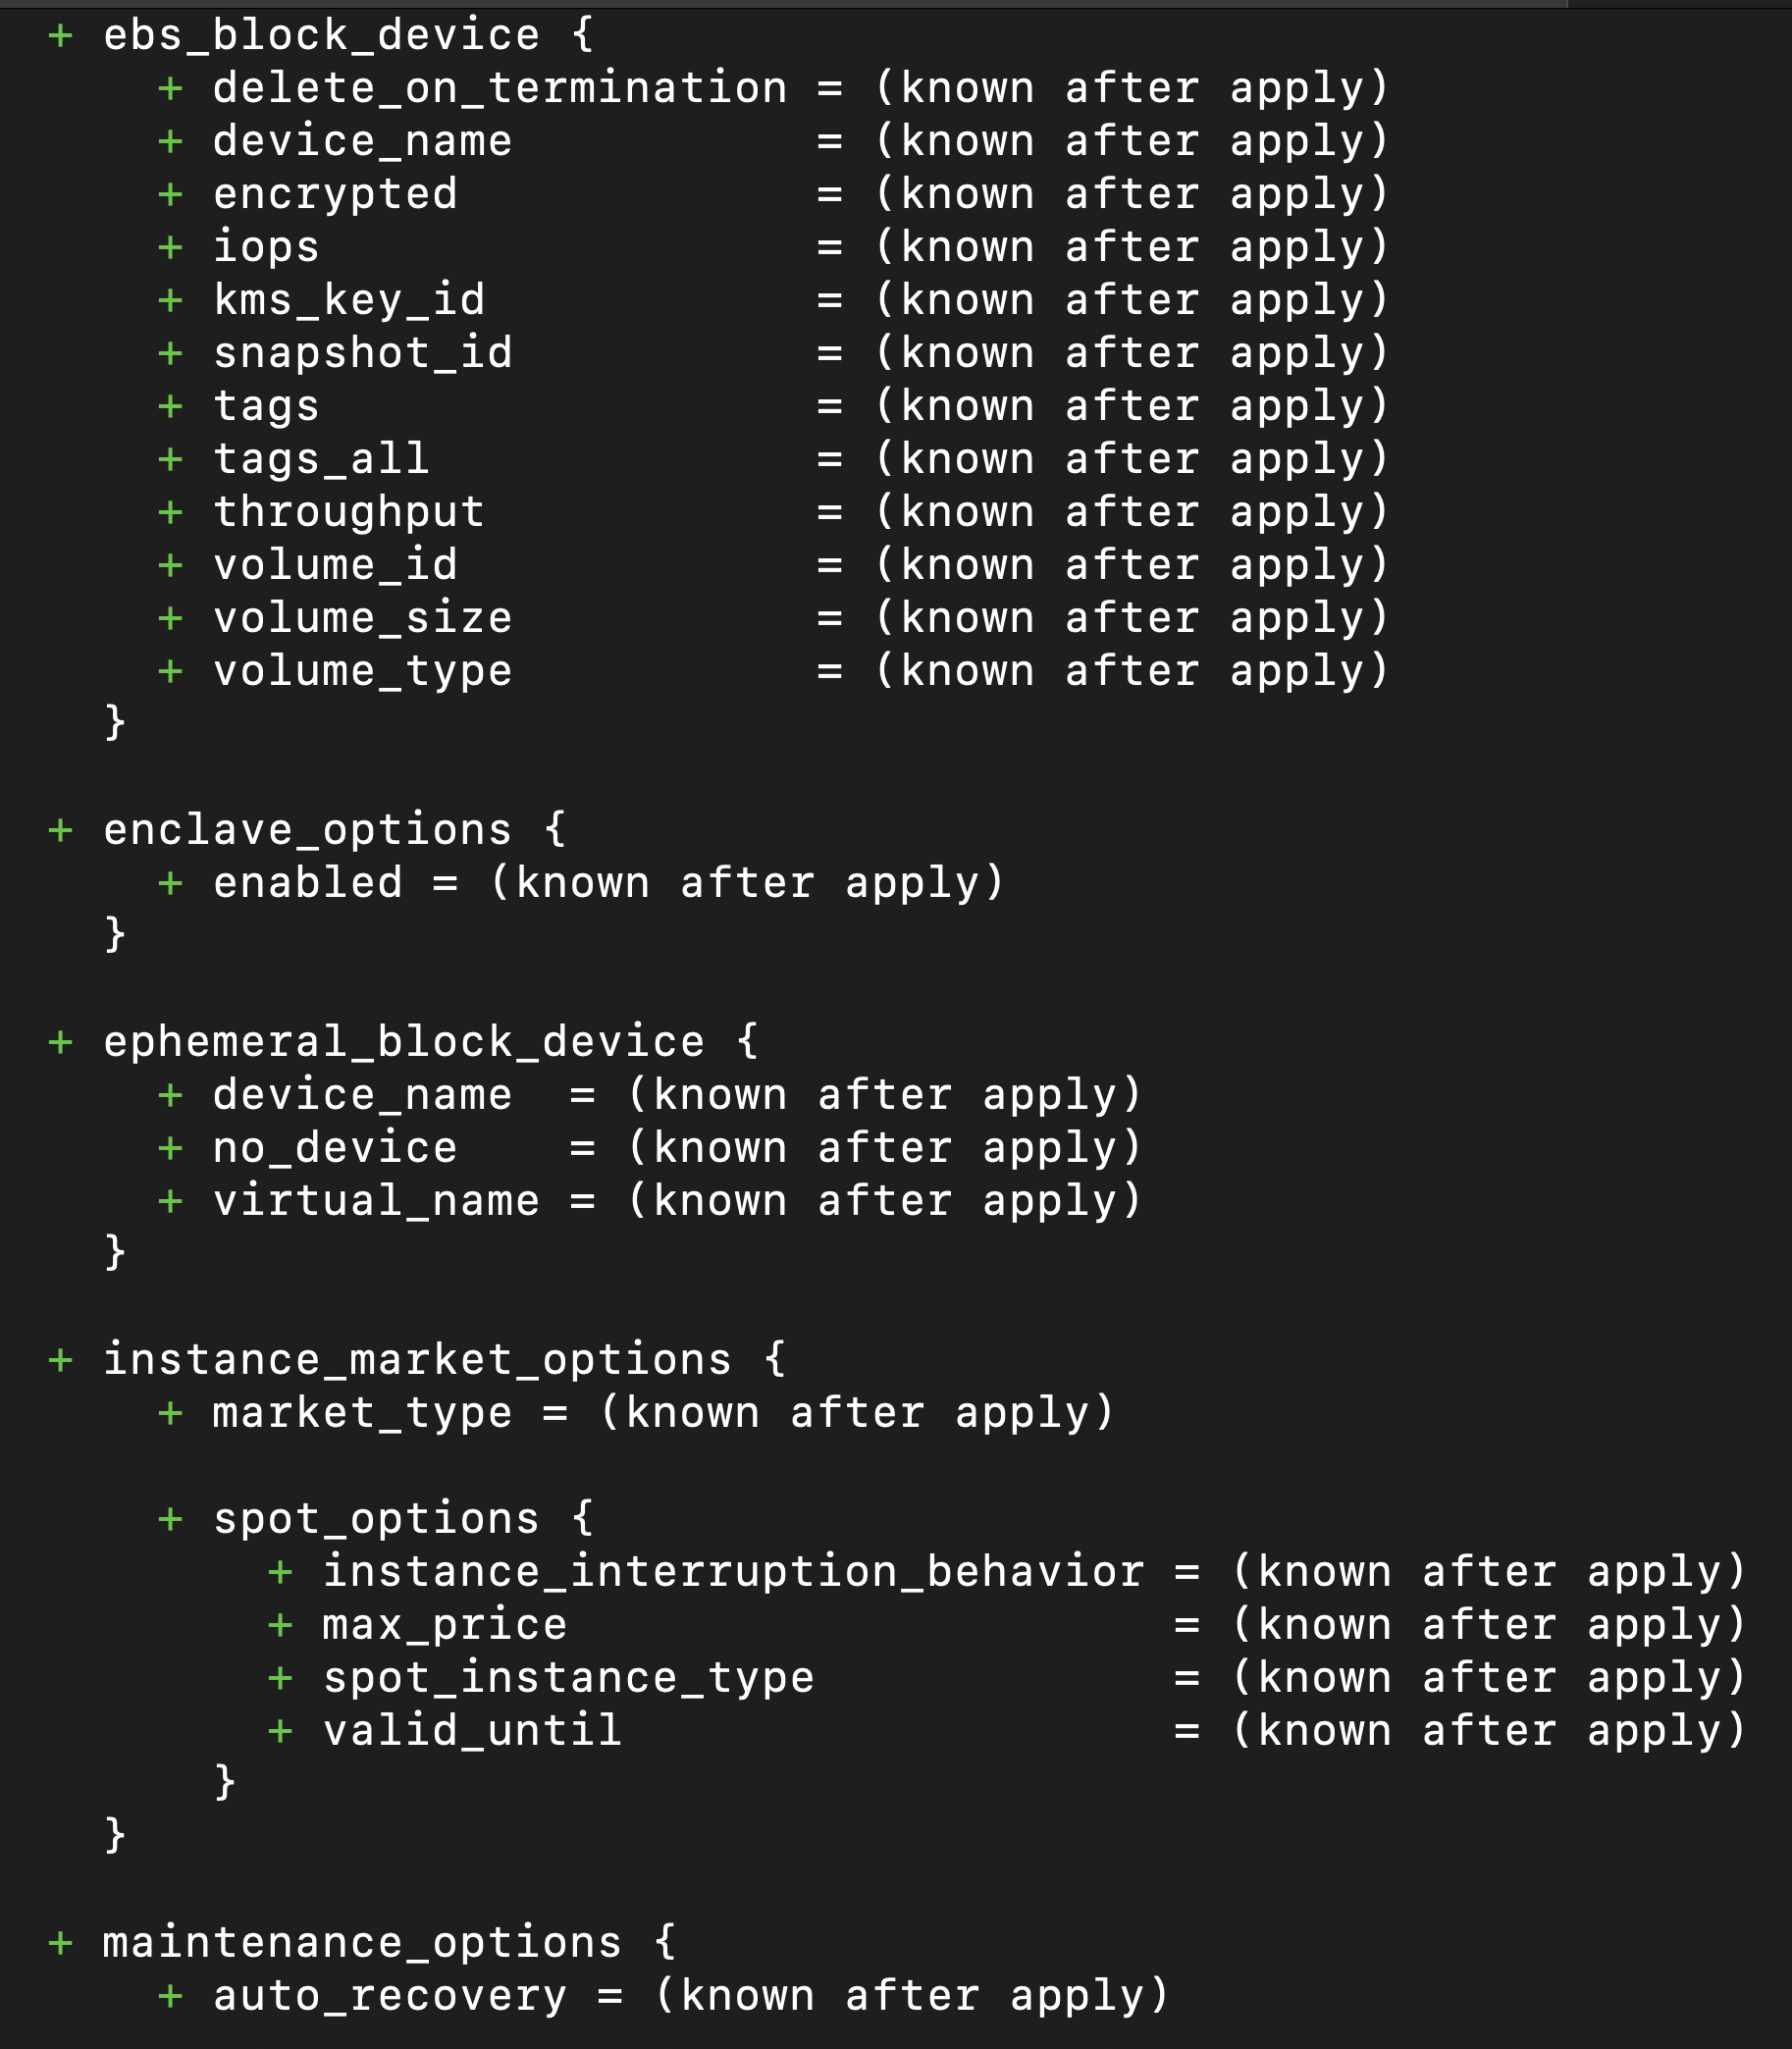 + ebs_block_device {
+ delete_on_termination = (known after apply)
+ device_name = (known after apply)
+ encrypted = (known after apply)
+ iops = (known after apply)
+ kms_key_id = (known after apply)
+ snapshot_id = (known after apply)
+ tags = (known after apply)
+ tags_all = (known after apply)
+ throughput = (known after apply)
+ volume_id = (known after apply)
+ volume_size = (known after apply)
+ volume_type = (known after apply)
}
+ enclave_options {
+ enabled = (known after apply)
}
+ ephemeral_block_device {
+ device_name = (known after apply)
+ no_device = (known after apply)
+ virtual_name = (known after apply)
}
+ instance_market_options {
+ market_type = (known after apply)
+ spot_options {
+ instance_interruption_behavior = (known after apply)
+ max_price = (known after apply)
+ spot_instance_type = (known after apply)
+ valid_until = (known after apply)
}
}
+ maintenance_options {
+ auto_recovery = (known after apply)